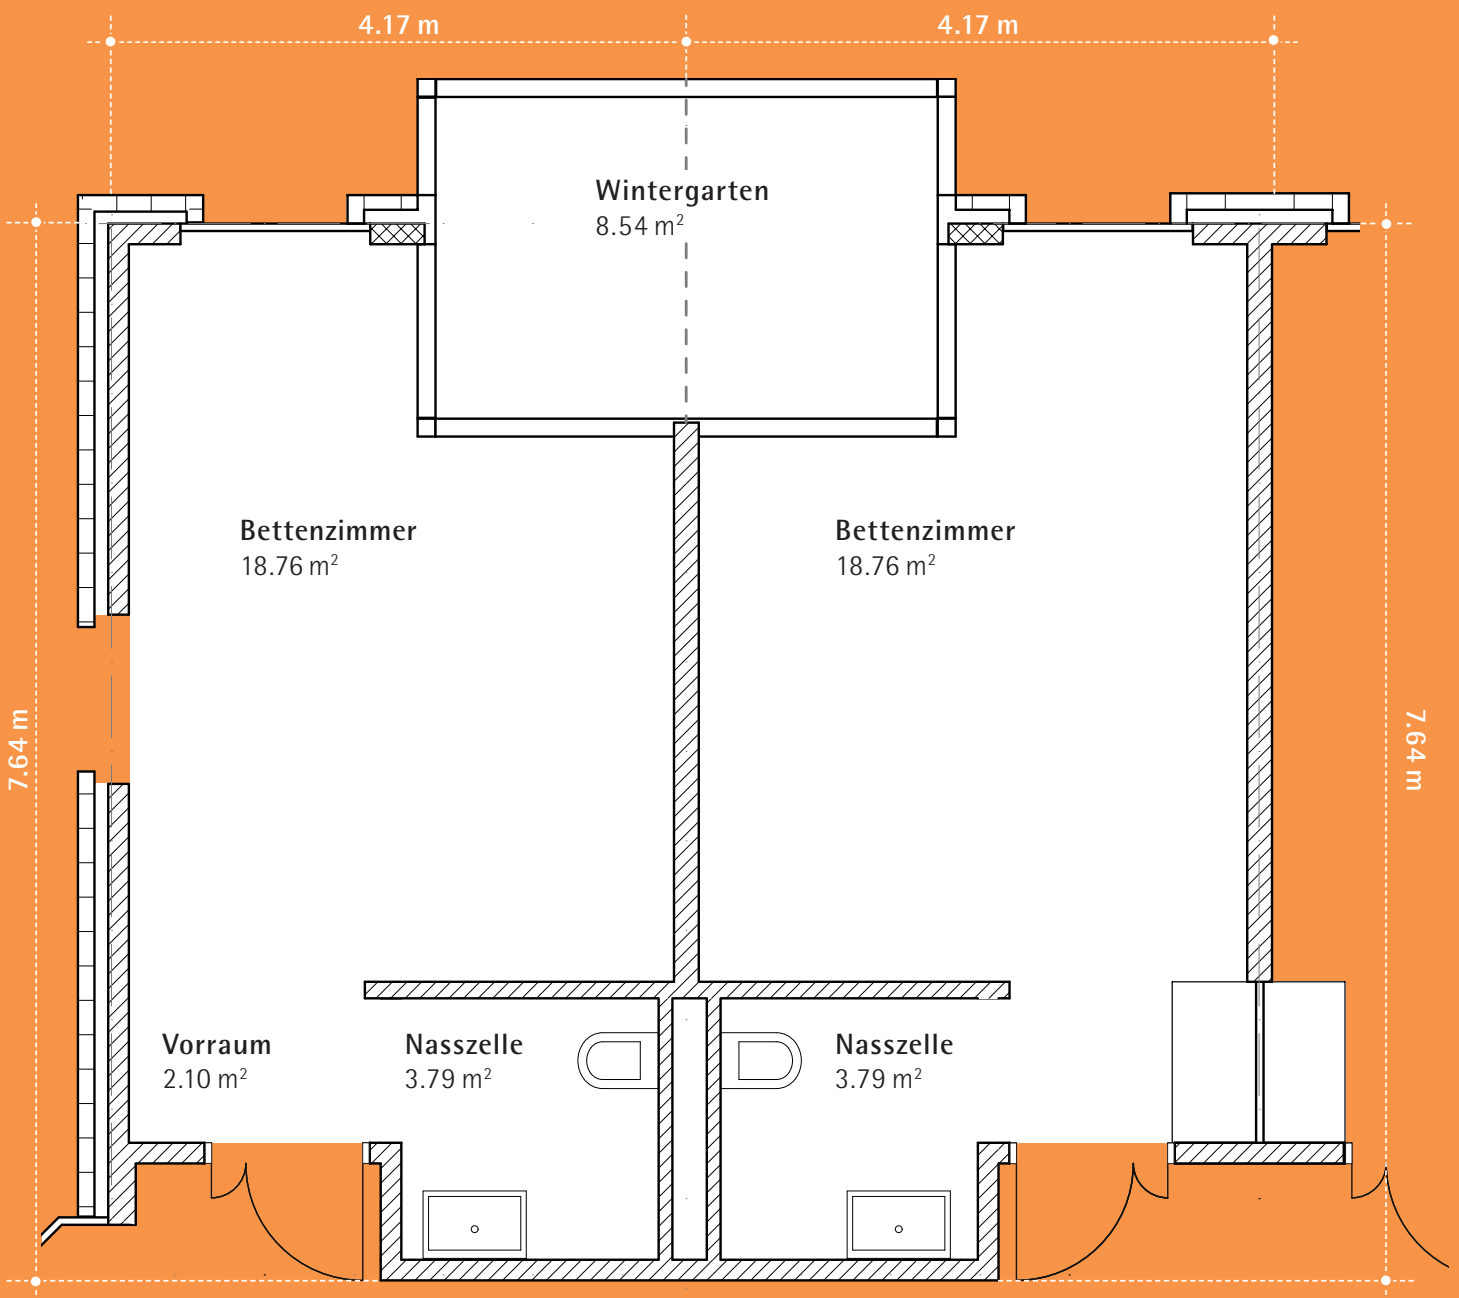 4.17 m
4.17 m
Wintergarten
8.54 m²
Bettenzimmer
18.76 m²
Bettenzimmer
18.76 m²
7.64 m
7.64 m
Vorraum
2.10 m²
Nasszelle
3.79 m²
Nasszelle
3.79 m²